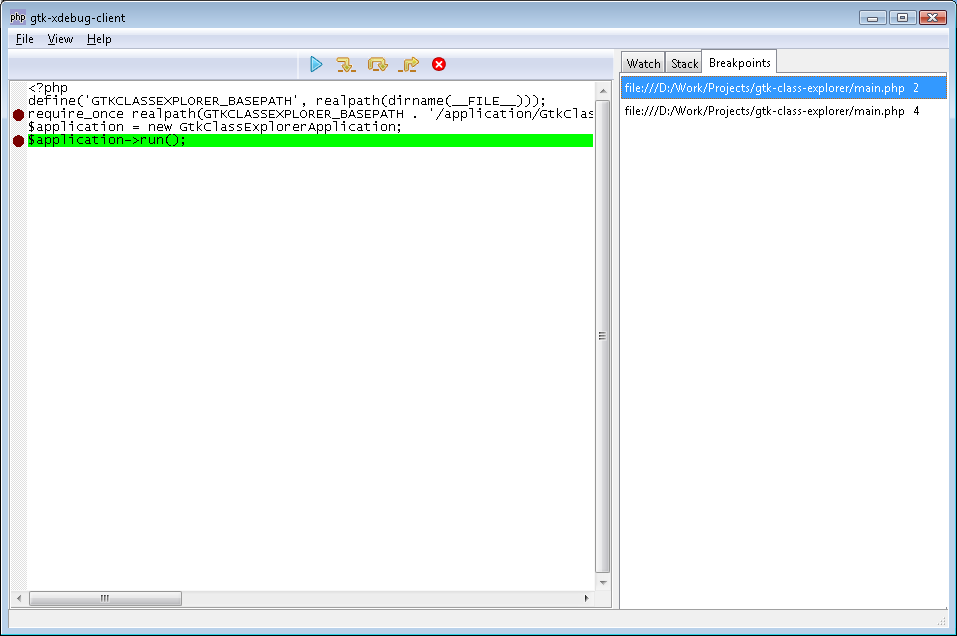 php gtk-xdebug-client
File View Help
Watch Stack Breakpoints
<?php
define('GTKCLASSEXPLORER_BASEPATH', realpath(dirname(__FILE__)));
require_once realpath(GTKCLASSEXPLORER_BASEPATH . '/application/GtkClas
$application = new GtkClassExplorerApplication;
$application->run();
file:///D:/Work/Projects/gtk-class-explorer/main.php 2
file:///D:/Work/Projects/gtk-class-explorer/main.php 4